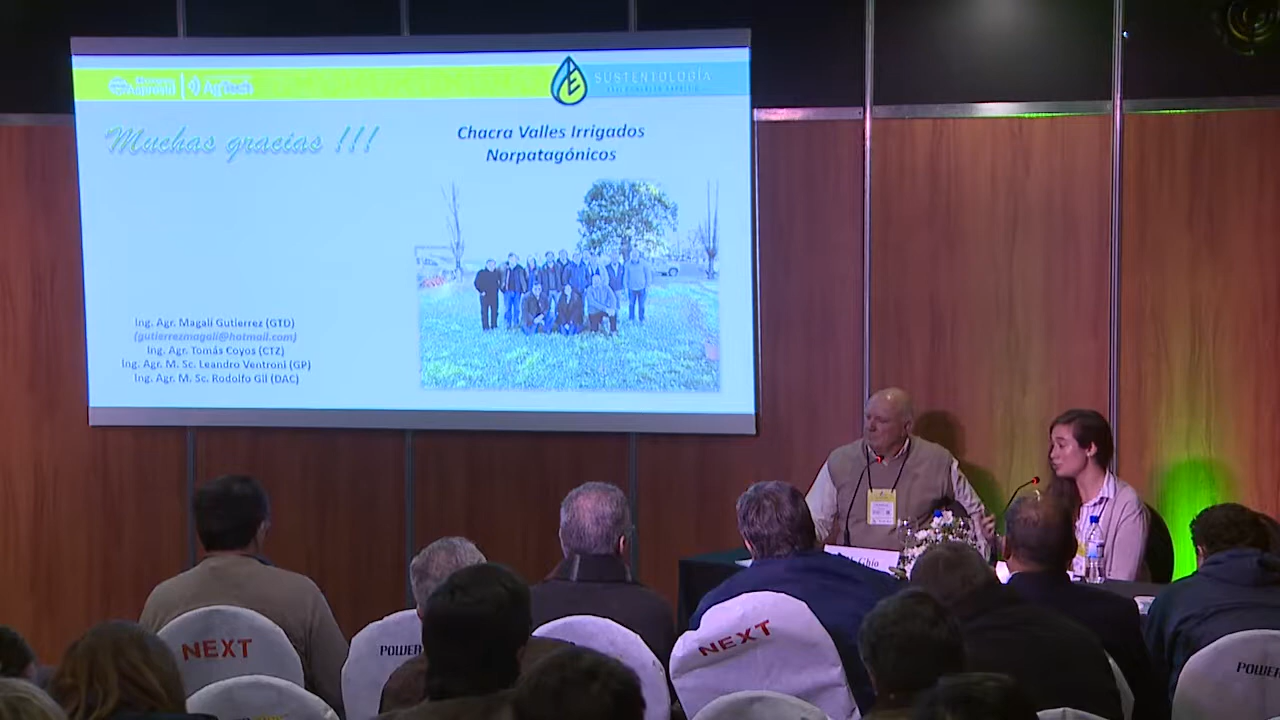 SUSTENTOLOGÍA
Muchas gracias !!!
Chacra Valles Irrigados
Norpatagónicos
Ing. Agr. Magalí Gutierrez (GTD)
(gutierrezmagali@hotmail.com)
Ing. Agr. Tomás Coyos (CTZ)
Ing. Agr. M. Sc. Leandro Ventroni (GP)
Ing. Agr. M. Sc. Rodolfo Gil (DAC)
Ghio
NEXT
POWER
NEXT
POWER